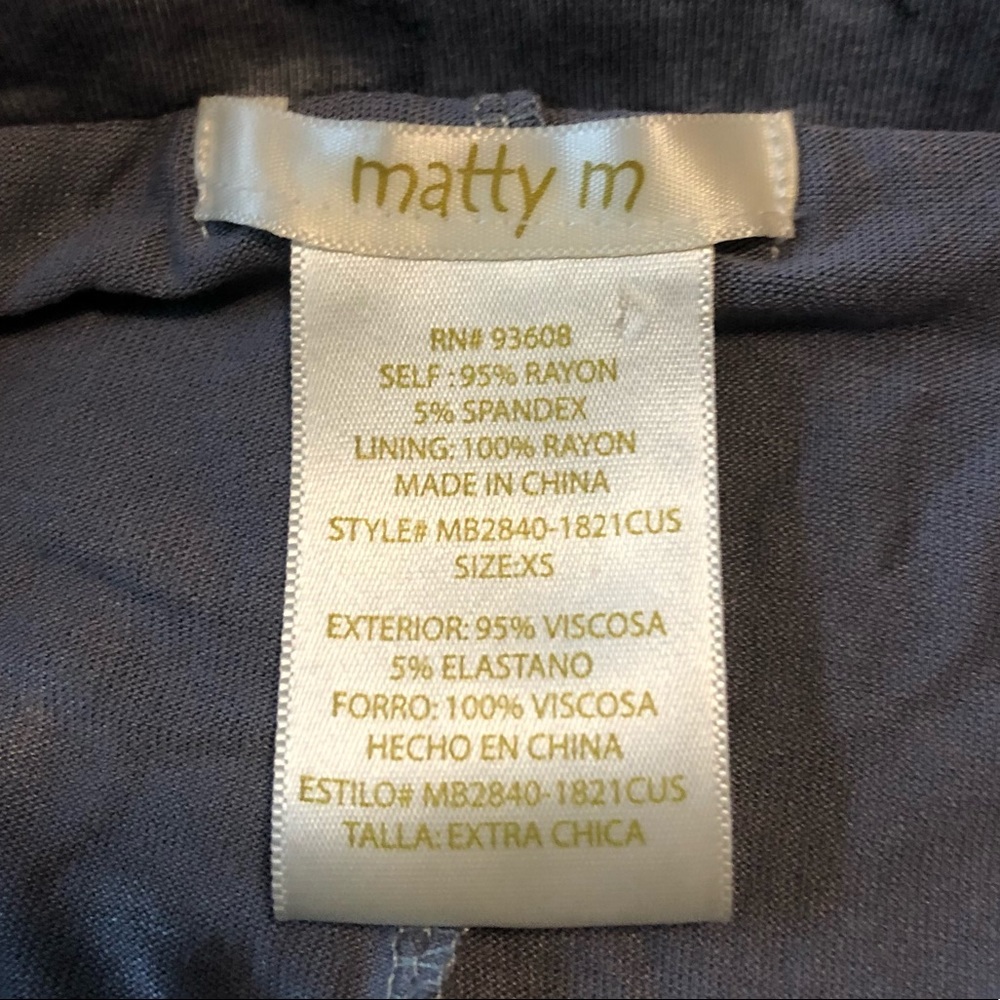 matty m
RN# 93608
SELF : 95% RAYON
5% SPANDEX
LINING: 100% RAYON
MADE IN CHINA
STYLE# MB2840-1821CUS
SIZE:XS
EXTERIOR: 95% VISCOSA
5% ELASTANO
FORRO: 100% VISCOSA
HECHO EN CHINA
ESTILO# MB2840-1821CUS
TALLA: EXTRA CHICA